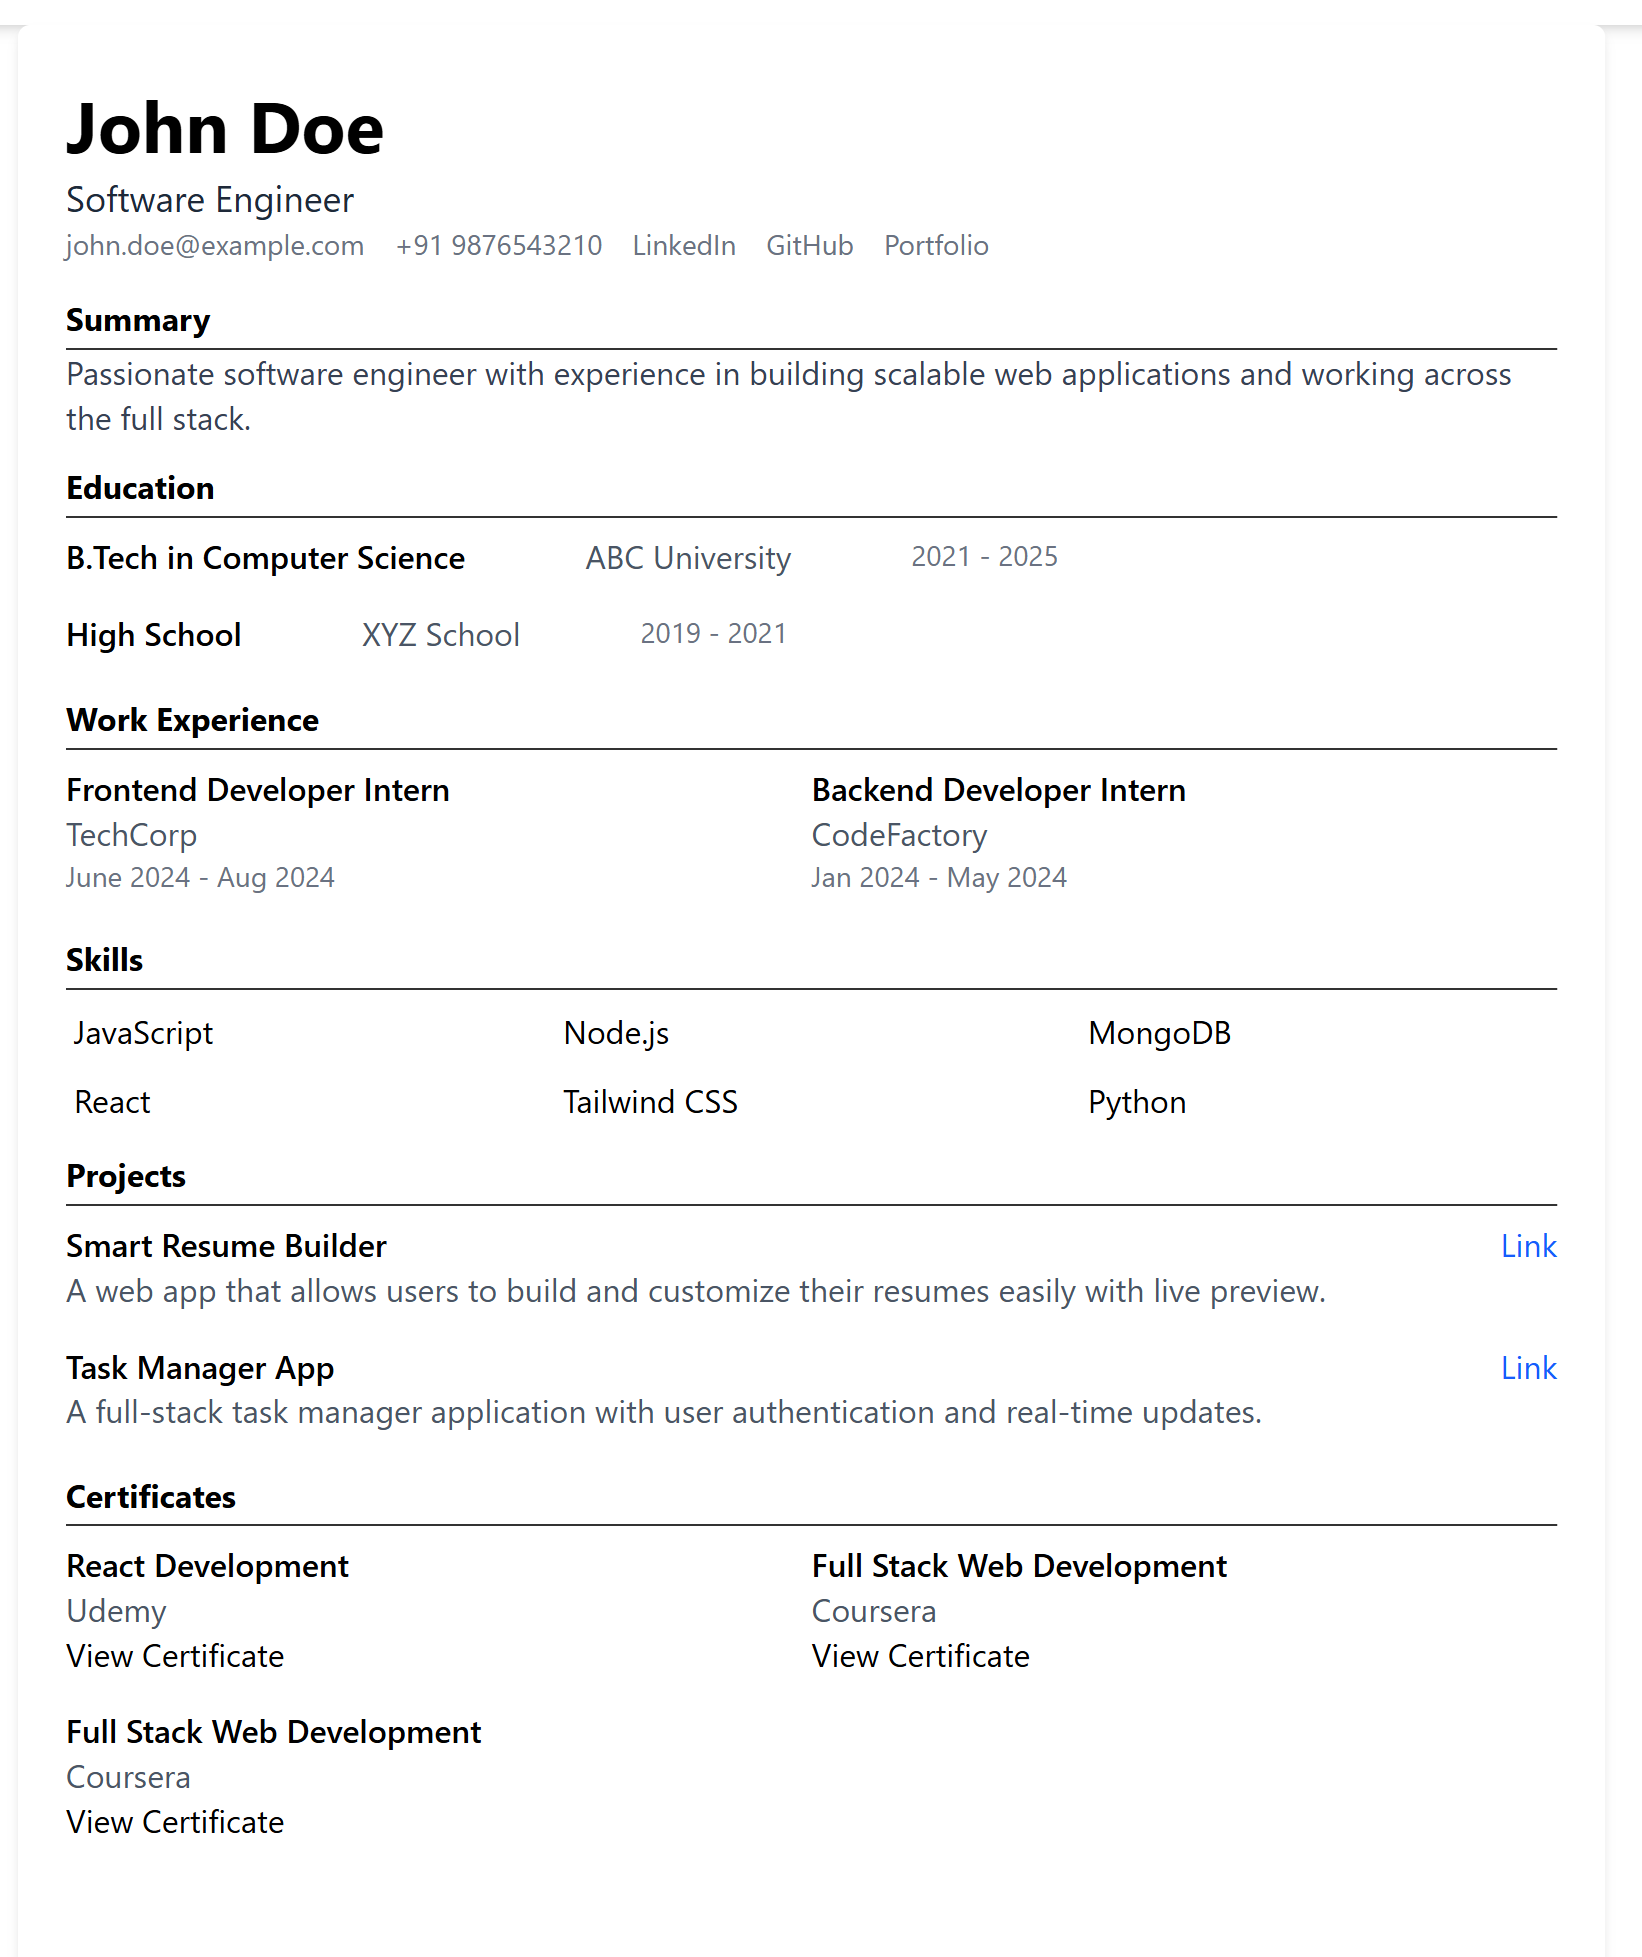 John Doe
Software Engineer
john.doe@example.com +91 9876543210 LinkedIn GitHub Portfolio
Summary
Passionate software engineer with experience in building scalable web applications and working across
the full stack.
Education
B.Tech in Computer Science ABC University 2021 - 2025
High School XYZ School 2019 - 2021
Work Experience
Frontend Developer Intern
TechCorp
June 2024 - Aug 2024
Backend Developer Intern
CodeFactory
Jan 2024 - May 2024
Skills
JavaScript Node.js MongoDB
React Tailwind CSS Python
Projects
Smart Resume Builder Link
A web app that allows users to build and customize their resumes easily with live preview.
Task Manager App Link
A full-stack task manager application with user authentication and real-time updates.
Certificates
React Development
Udemy
View Certificate
Full Stack Web Development
Coursera
View Certificate
Full Stack Web Development
Coursera
View Certificate